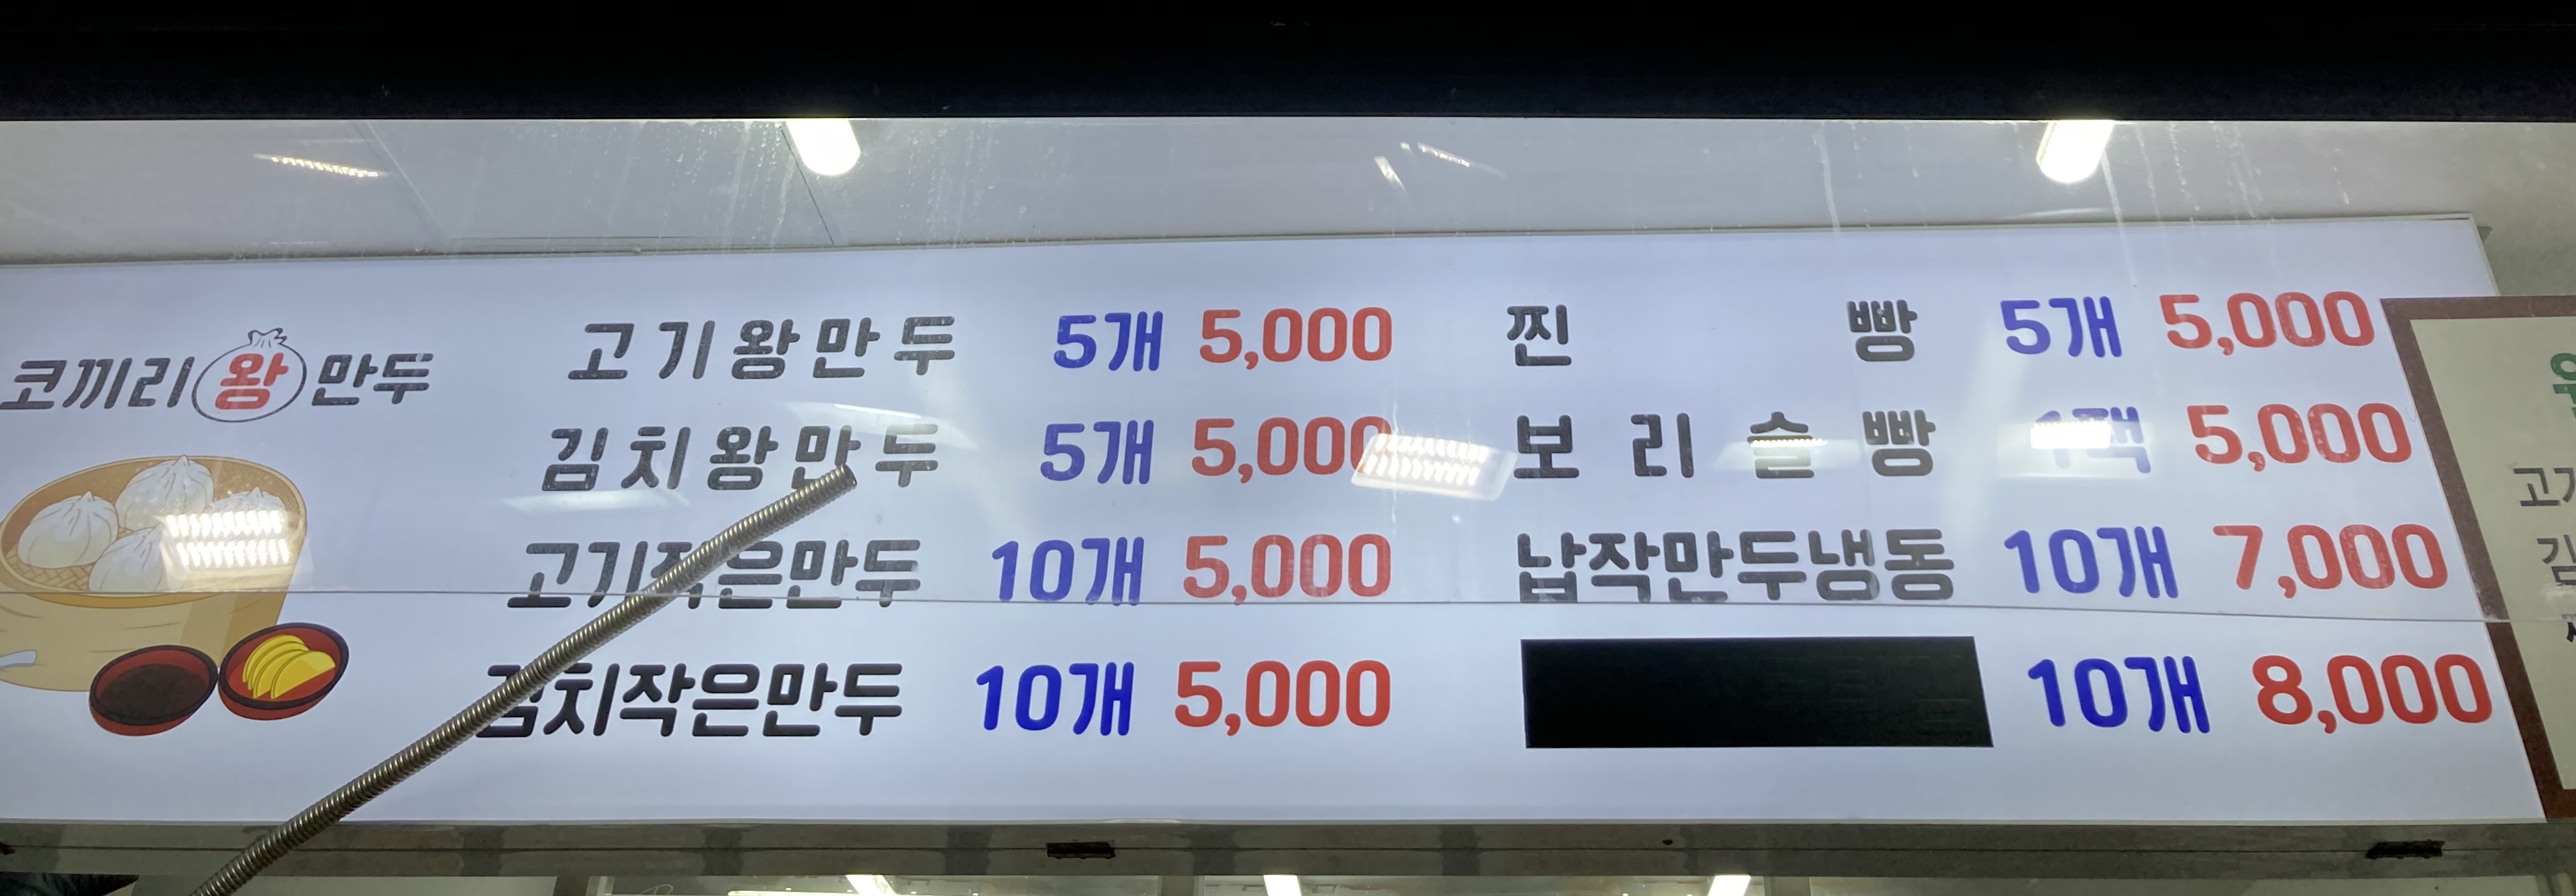 코끼리왕만두
고기왕만두 5개 5,000
김치왕만두 5개 5,000
고기작은만두 10개 5,000
김치작은만두 10개 5,000
찐빵 5개 5,000
보리술빵 1팩 5,000
납작만두냉동 10개 7,000
10개 8,000